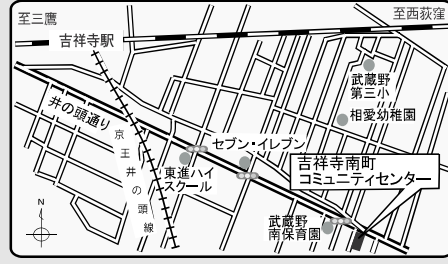 至三鷹
至西荻窪
吉祥寺駅
武蔵野
第三小
相愛幼稚園
井の頭通り
京王井の頭線
セブン・イレブン
東進ハイ
スクール
吉祥寺南町
コミュニティセンター
武蔵野
南保育園
N